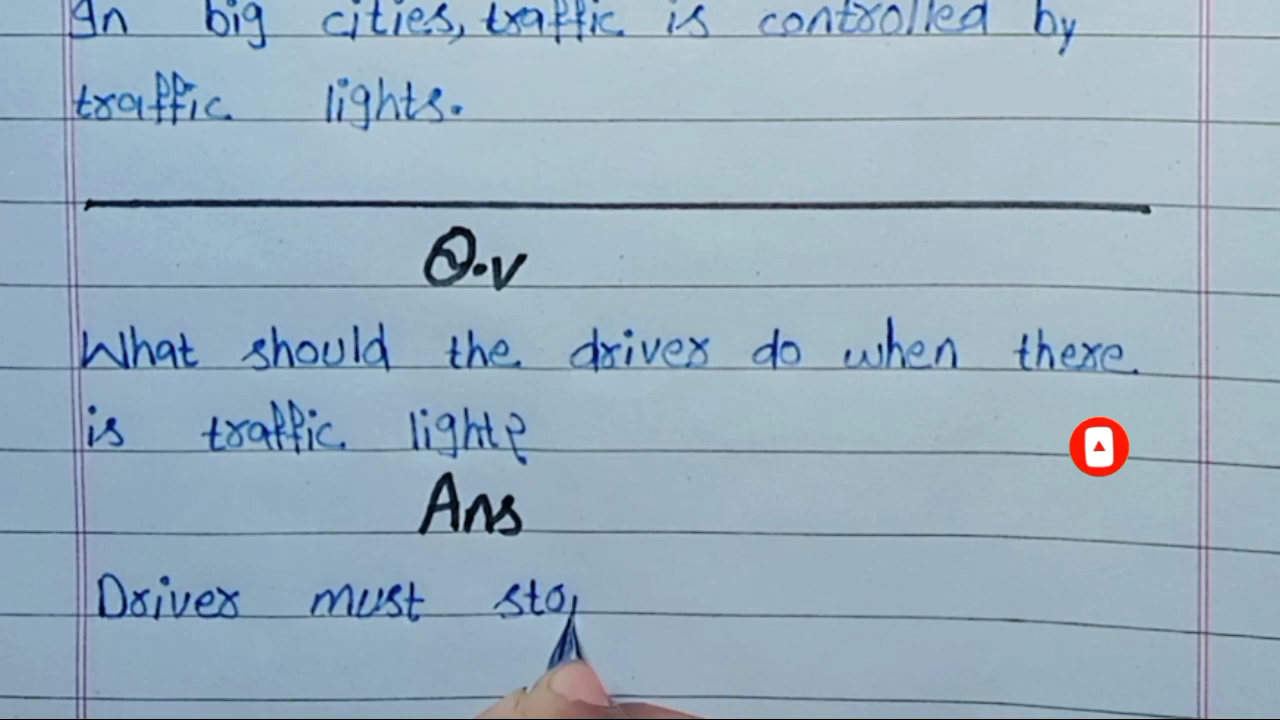 In big cities, traffic is controlled by
traffic lights.
Q.v
What should the driver do when there
is traffic light?
Ans
Driver must sto